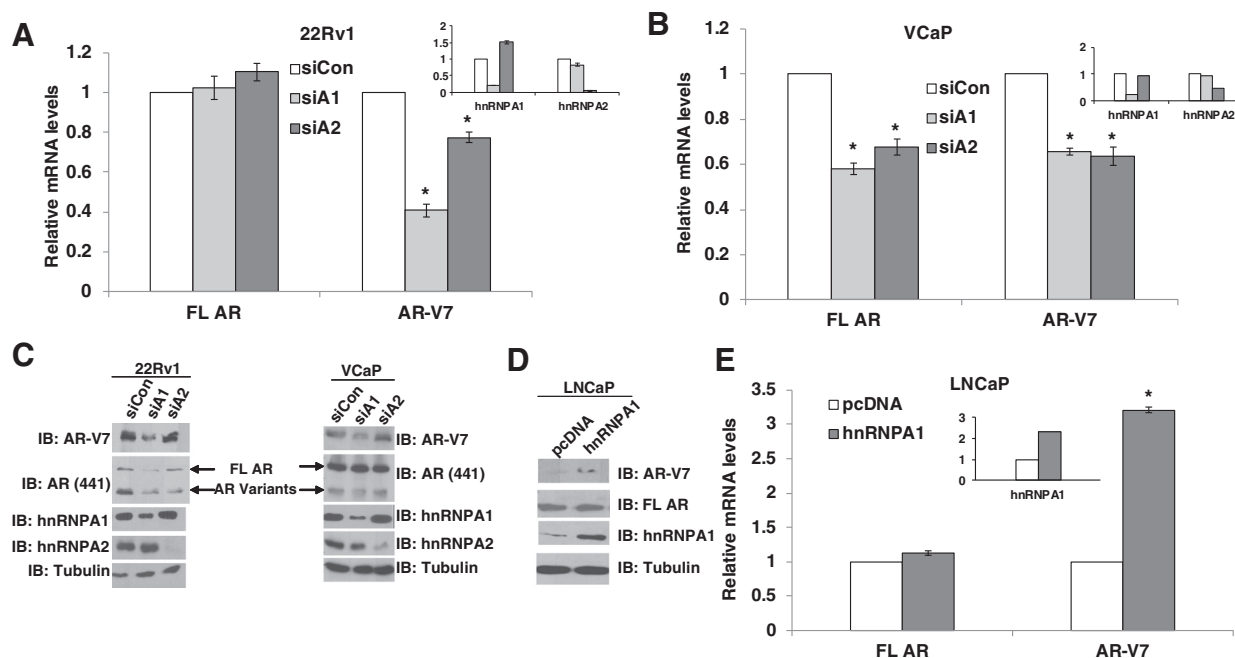 A
22Rv1
Relative mRNA levels
1.2
1
0.8
0.6
0.4
0.2
0
siCon
siA1
siA2
*
*
FL AR
AR-V7
2
1.5
1
0.5
0
hnRNPA1
hnRNPA2
B
VCaP
Relative mRNA levels
1.2
1
0.8
0.6
0.4
0.2
0
siCon
siA1
siA2
*
*
*
*
FL AR
AR-V7
2
1
0
hnRNPA1
hnRNPA2
C
22Rv1
siCon
siA1
siA2
IB: AR-V7
IB: AR (441)
IB: hnRNPA1
IB: hnRNPA2
IB: Tubulin
FL AR
AR Variants
VCaP
siCon
siA1
siA2
IB: AR-V7
IB: AR (441)
IB: hnRNPA1
IB: hnRNPA2
IB: Tubulin
D
LNCaP
pcDNA
hnRNPA1
IB: AR-V7
IB: FL AR
IB: hnRNPA1
IB: Tubulin
E
LNCaP
Relative mRNA levels
3.5
3
2.5
2
1.5
1
0.5
0
pcDNA
hnRNPA1
*
FL AR
AR-V7
3
2
1
0
hnRNPA1